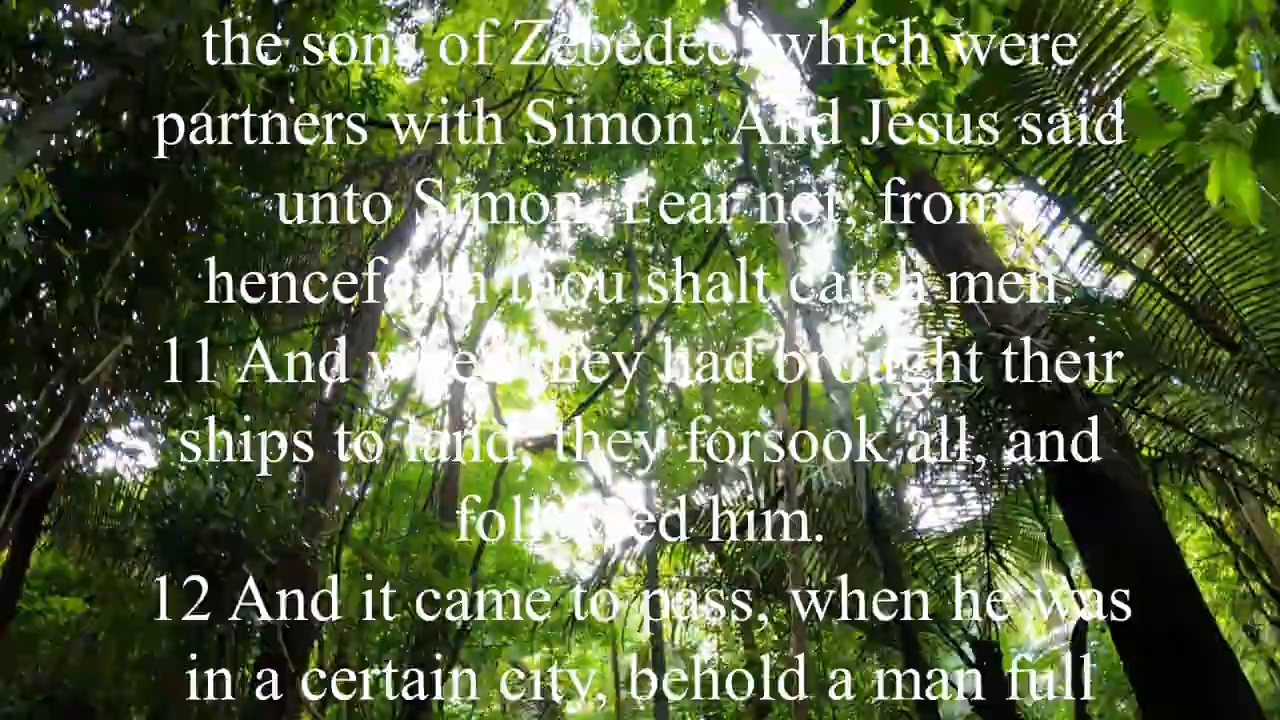 the sons of Zebedee, which were
partners with Simon. And Jesus said
unto Simon, Fear not; from
henceforth thou shalt catch men.
11 And when they had brought their
ships to land, they forsook all, and
followed him.
12 And it came to pass, when he was
in a certain city, behold a man full